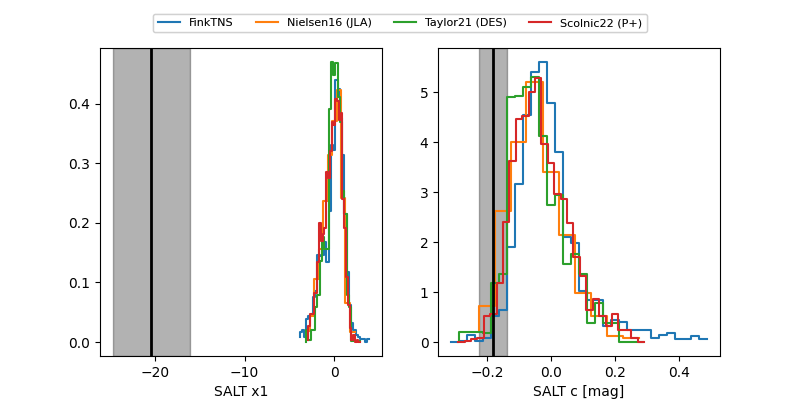 FinkTNS Nielsen16 (JLA) Taylor21 (DES) Scolnic22 (P+)
0.4
0.3
0.2
0.1
0.0
−20 −10 0
SALT x1
5
4
3
2
1
0
−0.2 0.0 0.2 0.4
SALT c [mag]